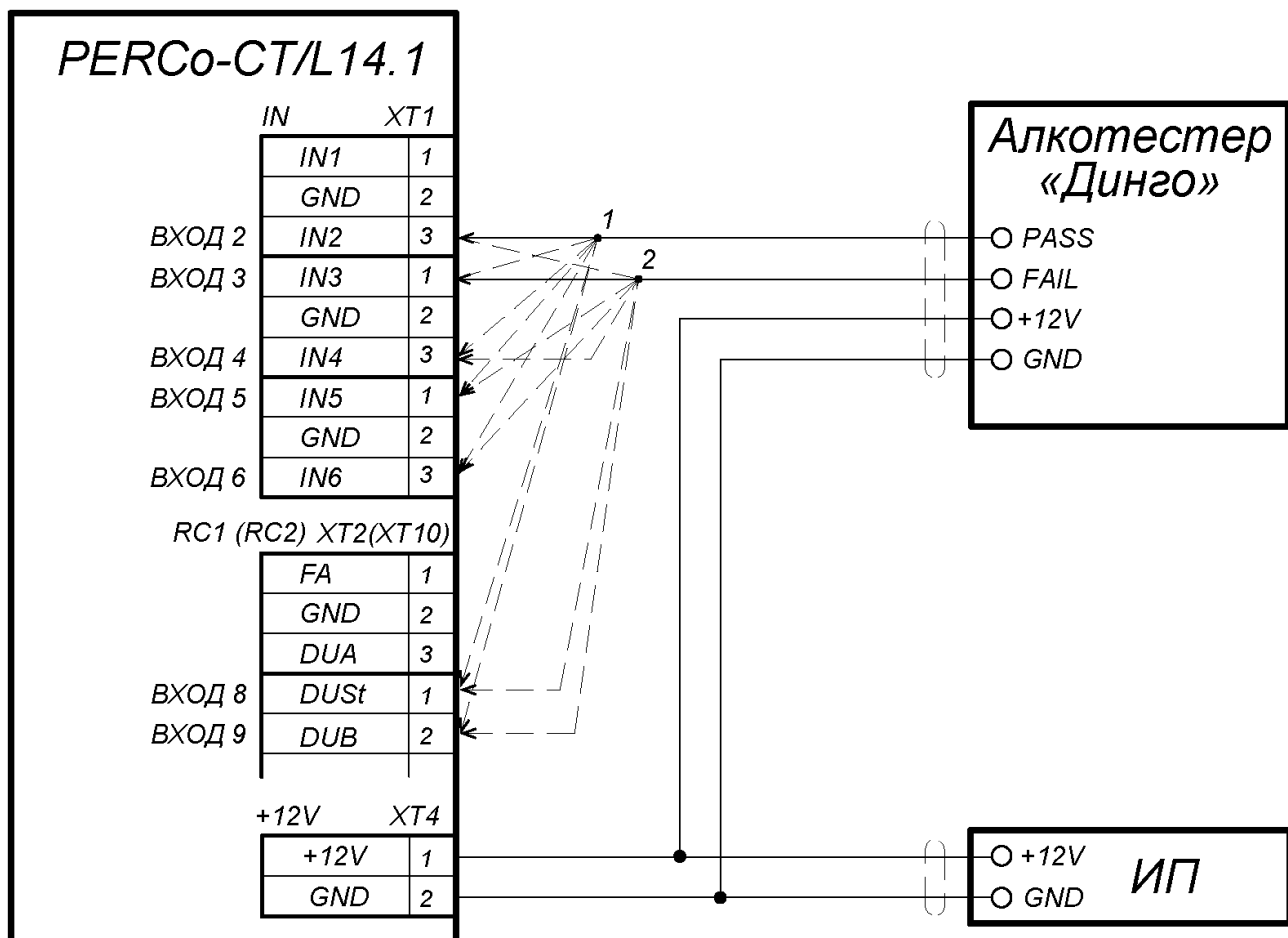 PERCo-CT/L14.1
IN XT1
IN1 1
GND 2
ВХОД 2 IN2 3
ВХОД 3 IN3 1
GND 2
ВХОД 4 IN4 3
ВХОД 5 IN5 1
GND 2
ВХОД 6 IN6 3
RC1 (RC2) XT2(XT10)
FA 1
GND 2
DUA 3
ВХОД 8 DUSt 1
ВХОД 9 DUB 2
+12V XT4
+12V 1
GND 2
1
2
Алкотестер
«Динго»
PASS
FAIL
+12V
GND
+12V
GND
ИП